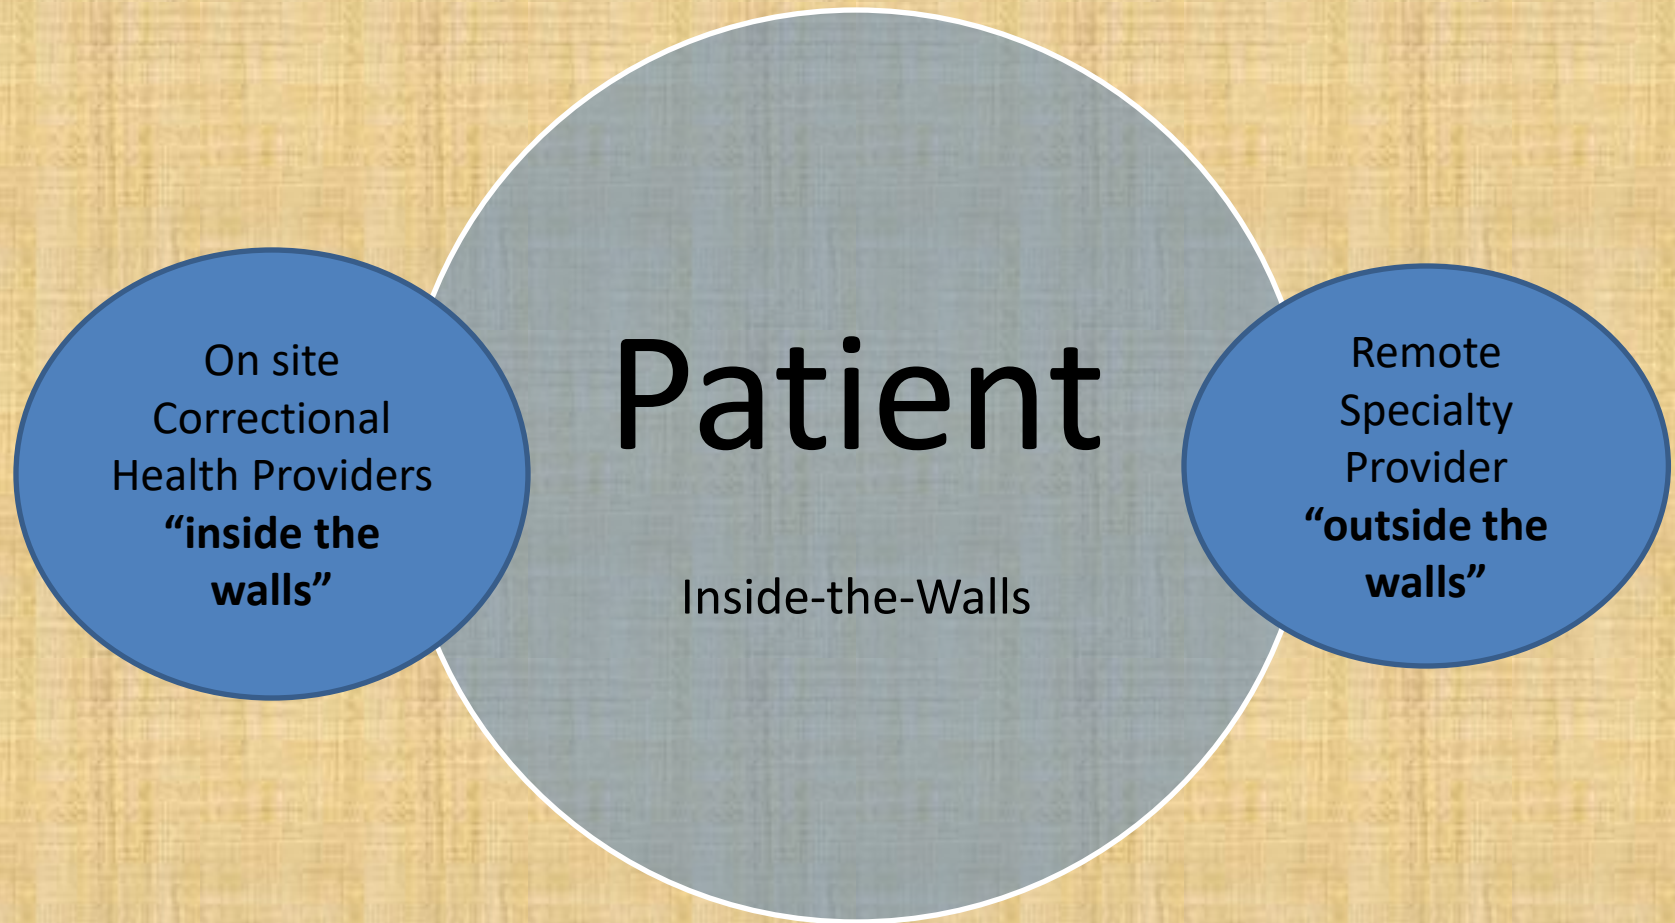 On site
Correctional
Health Providers
“inside the
walls”
Patient
Inside-the-Walls
Remote
Specialty
Provider
“outside the
walls”